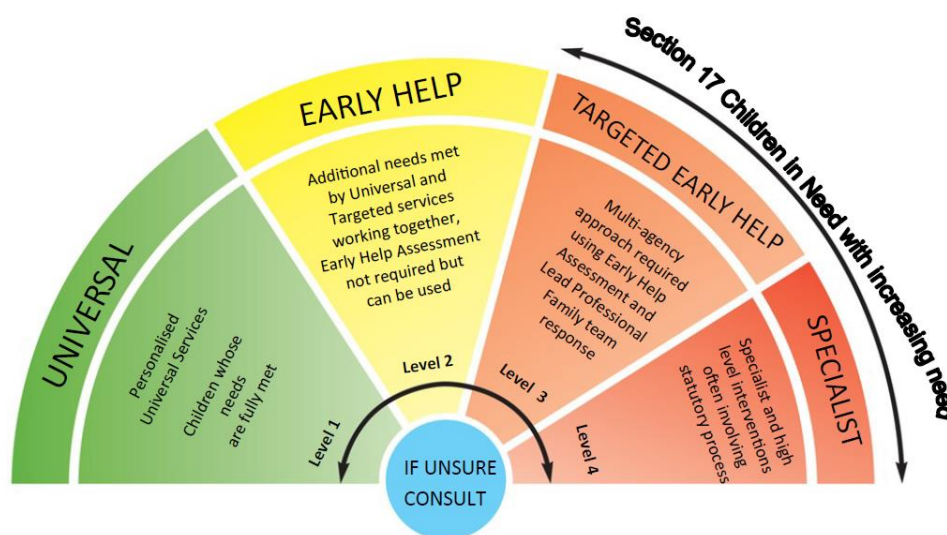 UNIVERSAL
Personalised
Universal Services
Children whose
needs
are fully met
Level 1
EARLY HELP
Additional needs met
by Universal and
Targeted services
working together,
Early Help Assessment
not required but
can be used
Level 2
TARGETED EARLY HELP
Multi-agency
approach required
using Early Help
Assessment and
Lead Professional
Family team
response
Level 3
SPECIALIST
Specialist and high
level interventions
often involving
statutory process
Level 4
Section 17 Children in Need with increasing need
IF UNSURE
CONSULT